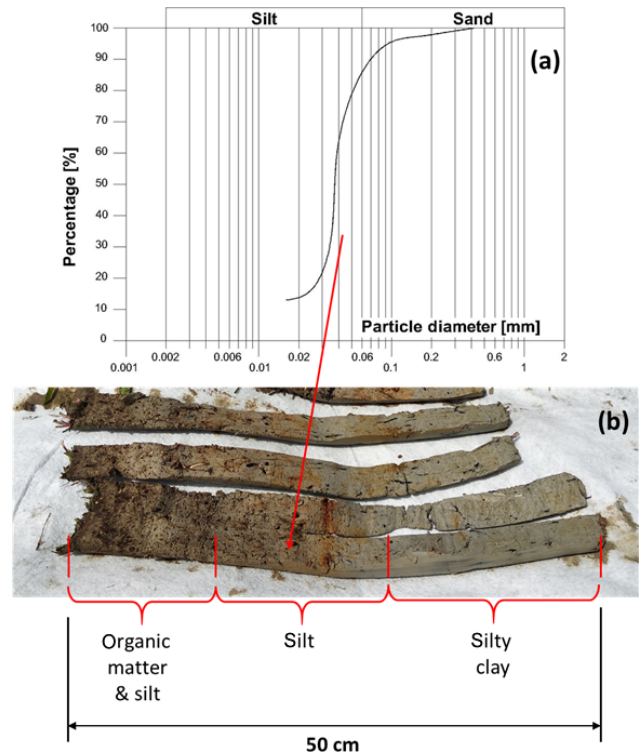 Silt Sand
(a)
Percentage [%]
100
90
80
70
60
50
40
30
20
10
0
Particle diameter [mm]
0.001 0.002 0.006 0.01 0.02 0.06 0.1 0.2 0.6 1 2
(b)
Organic
matter
& silt
Silt
Silty
clay
50 cm